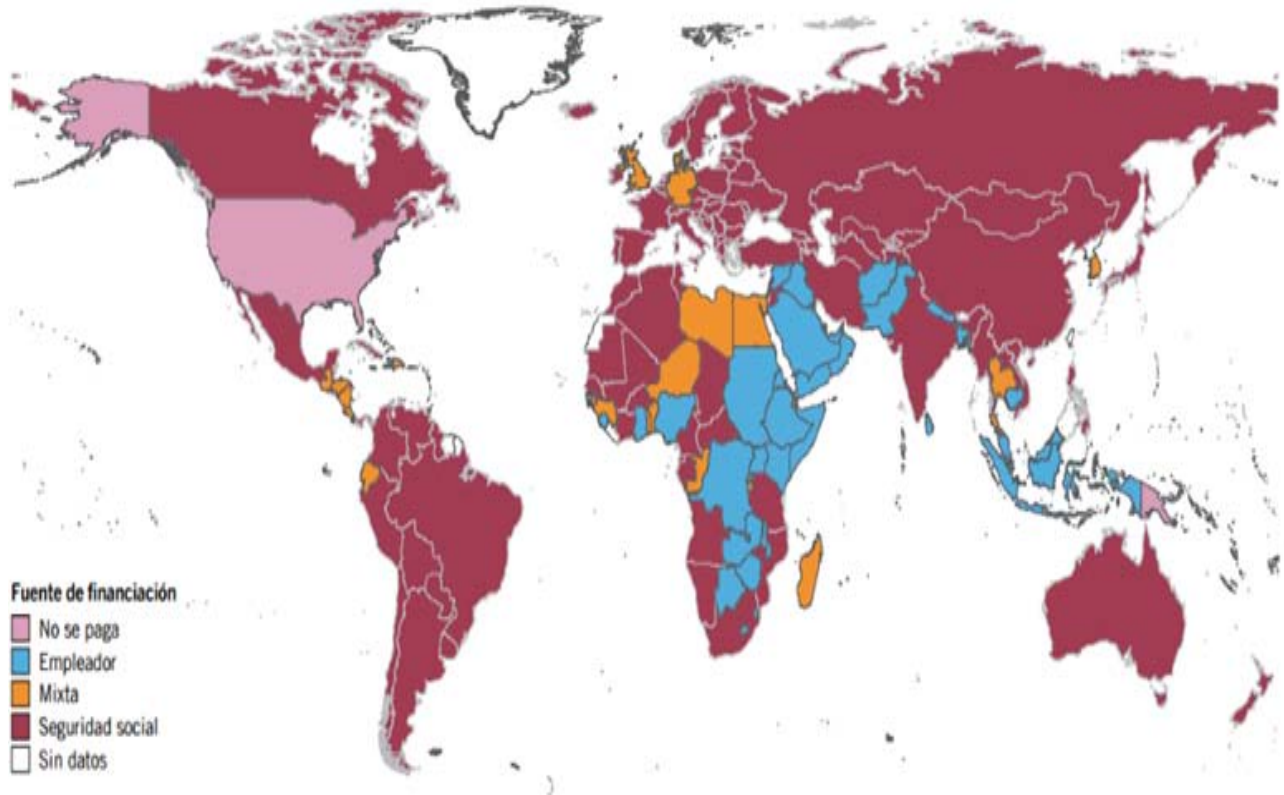 Fuente de financiación
No se paga
Empleador
Mixta
Seguridad social
Sin datos